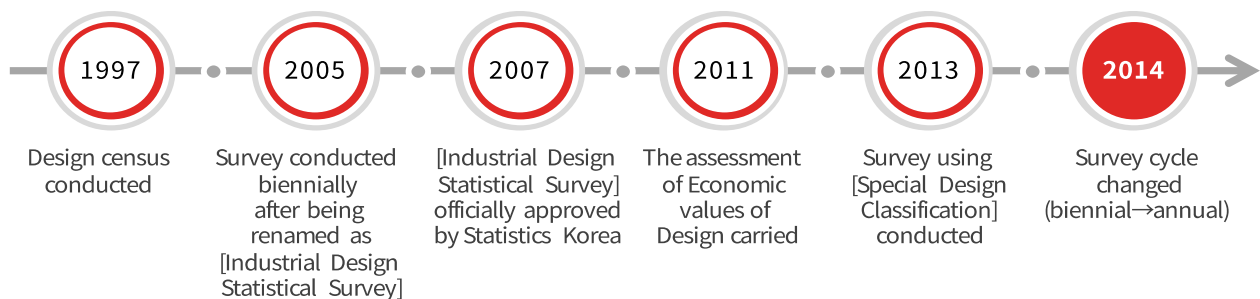 1997
Design census
conducted
2005
Survey conducted
biennially
after being
renamed as
[Industrial Design
Statistical Survey]
2007
[Industrial Design
Statistical Survey]
officially approved
by Statistics Korea
2011
The assessment
of Economic
values of
Design carried
2013
Survey using
[Special Design
Classification]
conducted
2014
Survey cycle
changed
(biennial→annual)